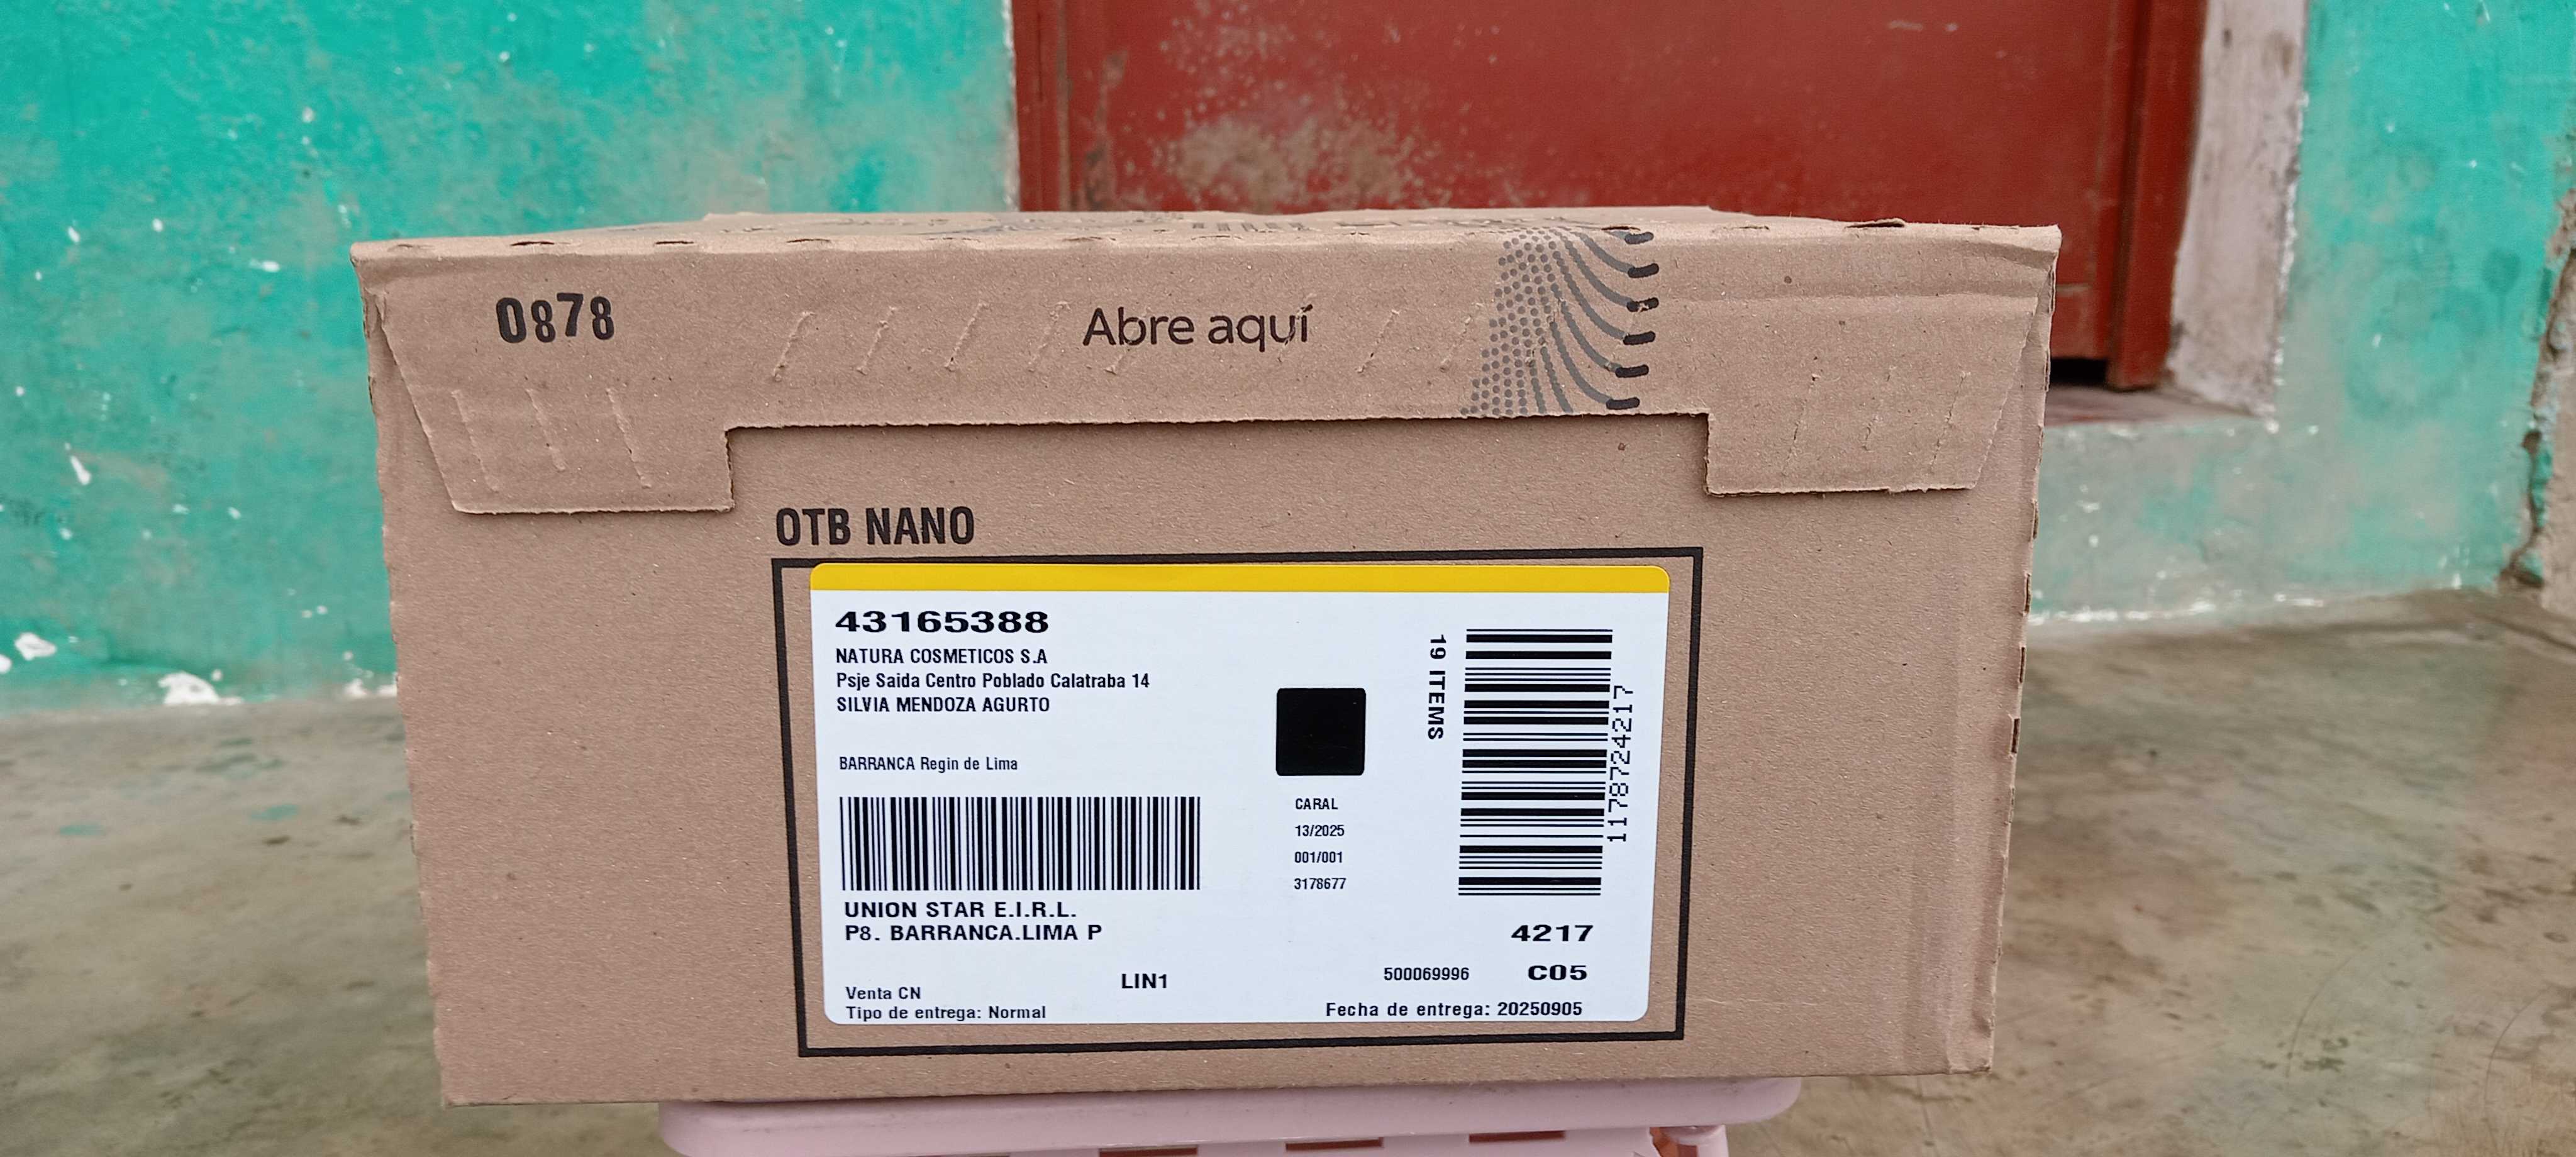 0878
Abre aquí
OTB NANO
43165388
NATURA COSMETICOS S.A
Psje Saida Centro Poblado Calatraba 14
SILVIA MENDOZA AGURTO
BARRANCA Regin de Lima
19 ITEMS
1178724217
CARAL
13/2025
001/001
3178677
UNION STAR E.I.R.L.
P8. BARRANCA.LIMA P
4217
LIN1
500069996 C05
Venta CN
Tipo de entrega: Normal
Fecha de entrega: 20250905